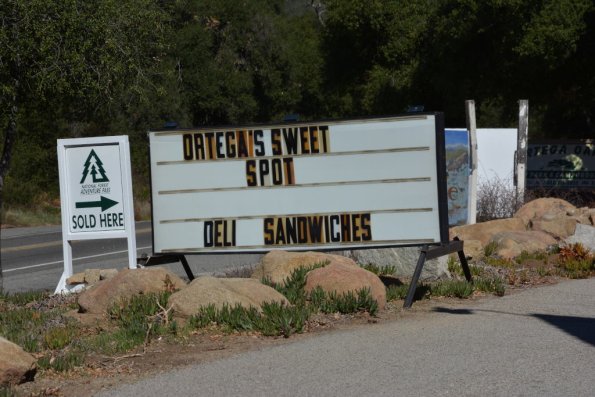 ORTEGA'S SWEET
SPOT
DELI SANDWICHES
NATIONAL FOREST
ADVENTURE PASS
SOLD HERE